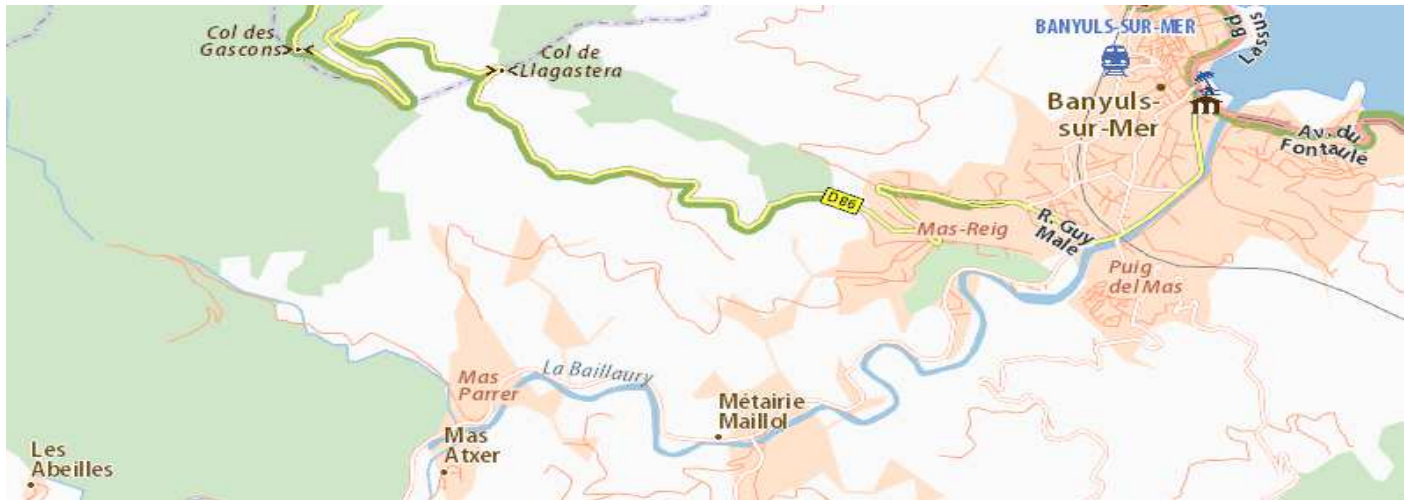 Col des
Gascons
Col de
Llagastera
BANYULS-SUR-MER
Bd
Lassus
Banyuls-
sur-Mer
Av. du
Fontaulé
D86
Mas-Reig
R. Guy
Male
Puig
del Mas
La Baillaury
Mas
Parrer
Métairie
Maillol
Mas
Atxer
Les
Abeilles